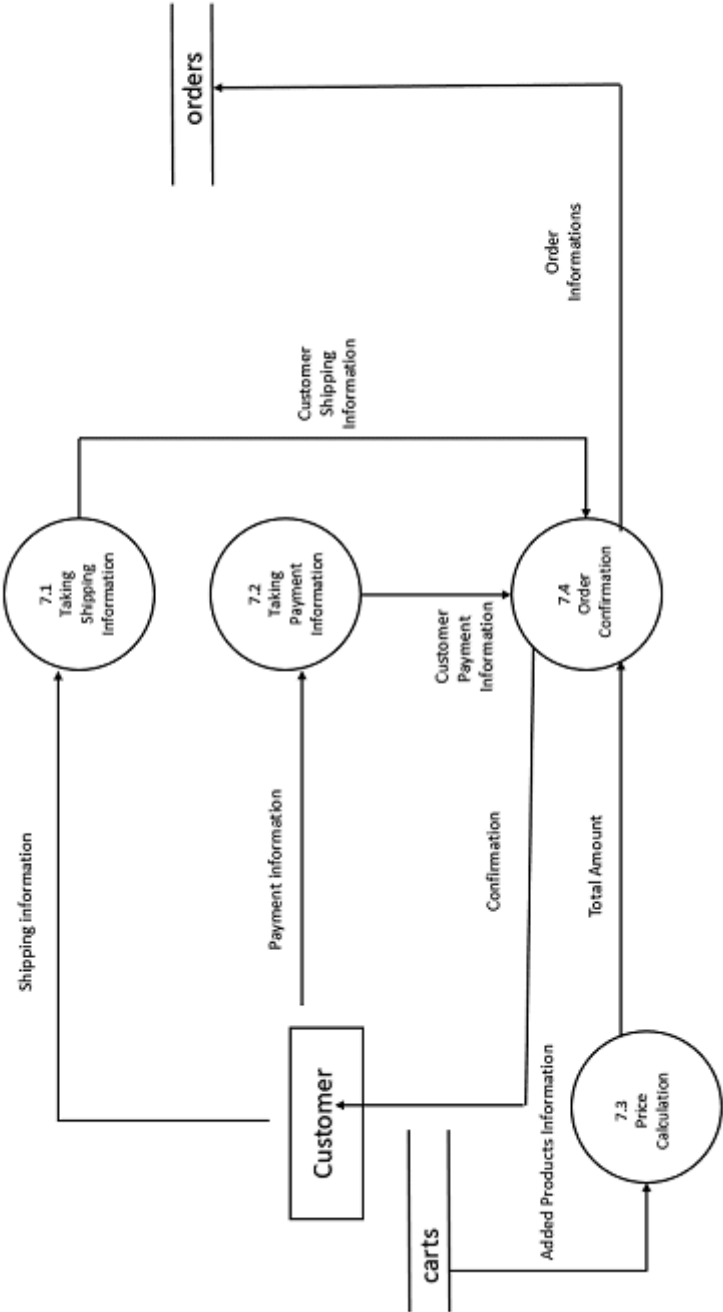 Shipping information
7.1
Taking
Shipping
Information
Customer
Shipping
Information
orders
Customer
Payment information
7.2
Taking
Payment
Information
Customer
Payment
Information
Confirmation
carts
Added Products Information
7.3
Price
Calculation
Total Amount
7.4
Order
Confirmation
Order
Informations